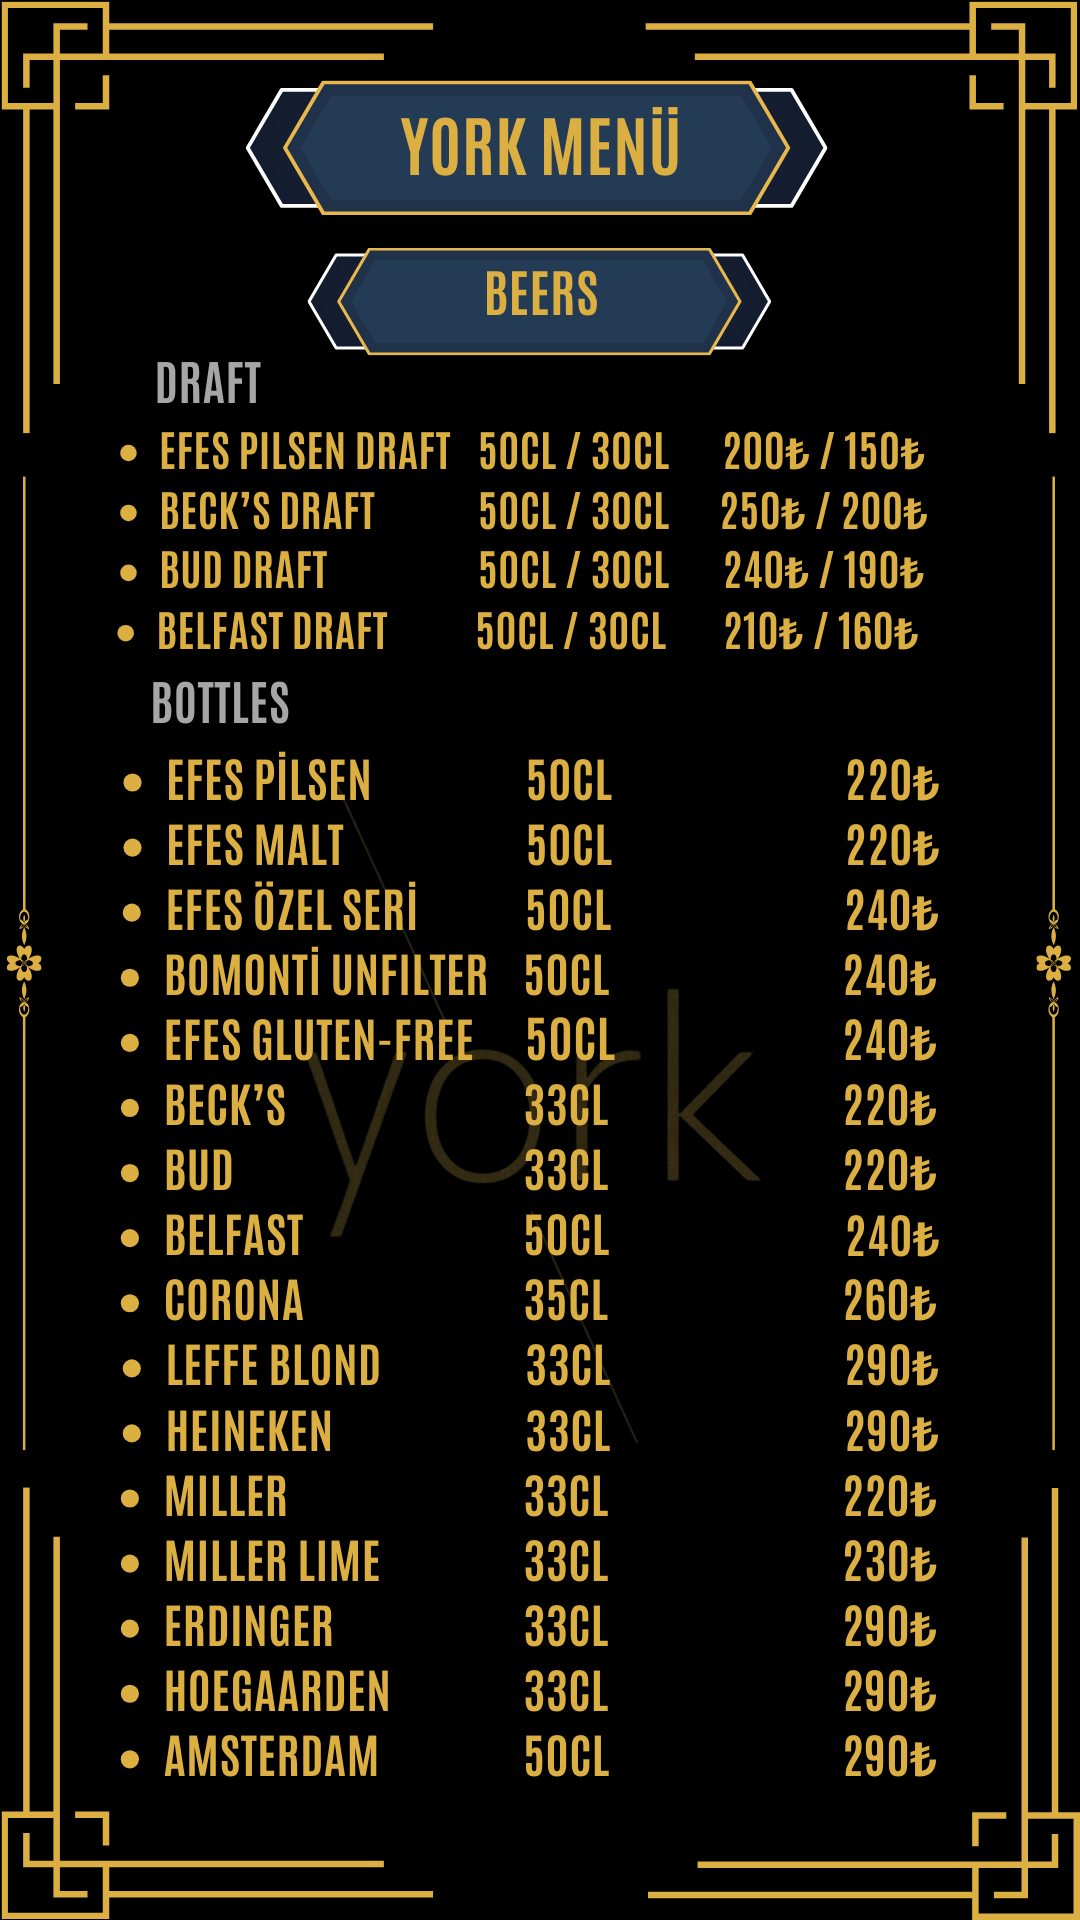 YORK MENÜ
BEERS
DRAFT
• EFES PILSEN DRAFT 50CL / 30CL 200₺ / 150₺
• BECK’S DRAFT 50CL / 30CL 250₺ / 200₺
• BUD DRAFT 50CL / 30CL 240₺ / 190₺
• BELFAST DRAFT 50CL / 30CL 210₺ / 160₺
BOTTLES
• EFES PİLSEN 50CL 220₺
• EFES MALT 50CL 220₺
• EFES ÖZEL SERİ 50CL 240₺
• BOMONTİ UNFILTER 50CL 240₺
• EFES GLUTEN-FREE 50CL 240₺
• BECK’S 33CL 220₺
• BUD 33CL 220₺
• BELFAST 50CL 240₺
• CORONA 35CL 260₺
• LEFFE BLOND 33CL 290₺
• HEINEKEN 33CL 290₺
• MILLER 33CL 220₺
• MILLER LIME 33CL 230₺
• ERDINGER 33CL 290₺
• HOEGAARDEN 33CL 290₺
• AMSTERDAM 50CL 290₺
york